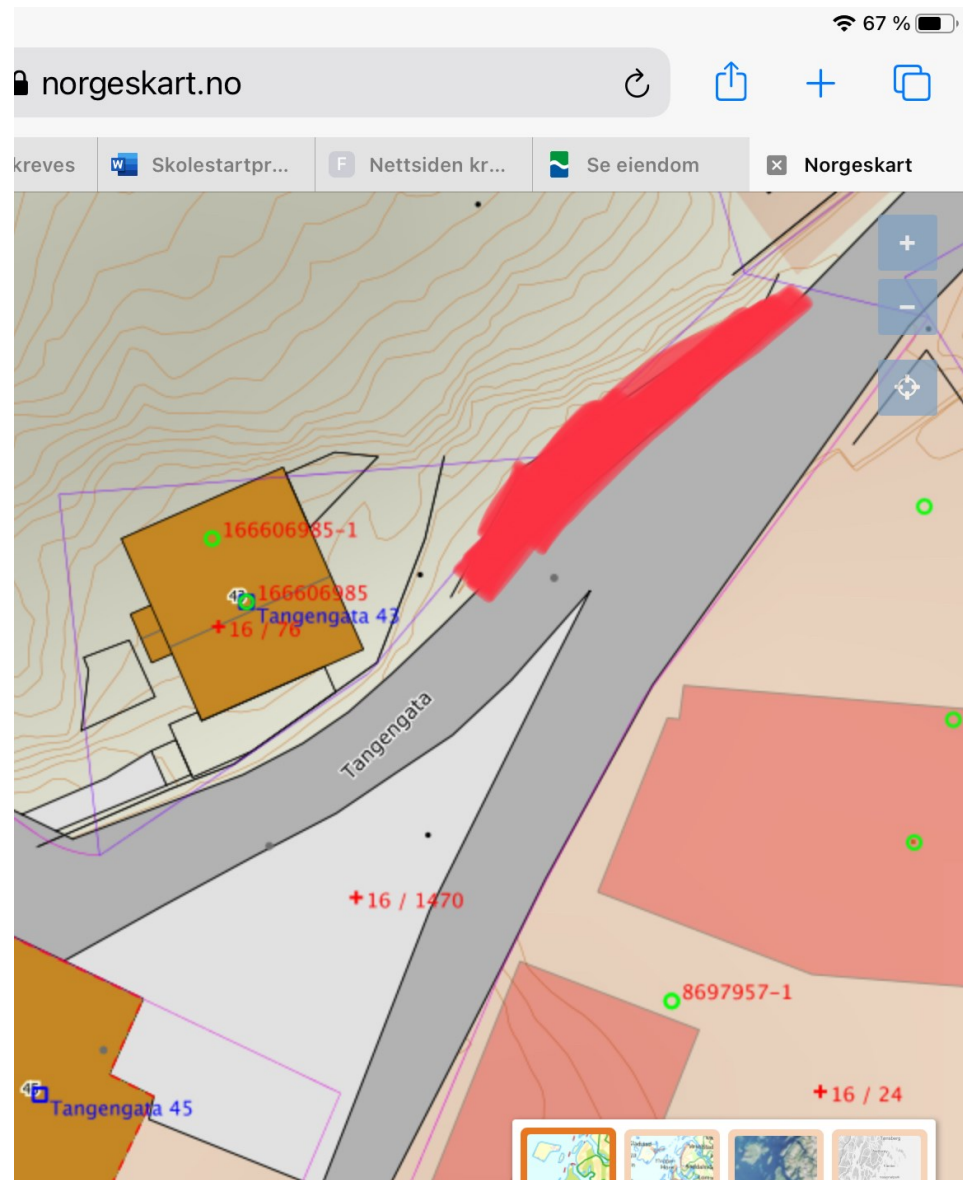 67 %
norgeskart.no
kreves
W
Skolestartpr...
F
Nettsiden kr...
Se eiendom
Norgeskart
+
−
166606985-1
166606985
Tangengata 43
16 / 76
Tangengata
16 / 1470
8697957-1
45
Tangengata 45
16 / 24